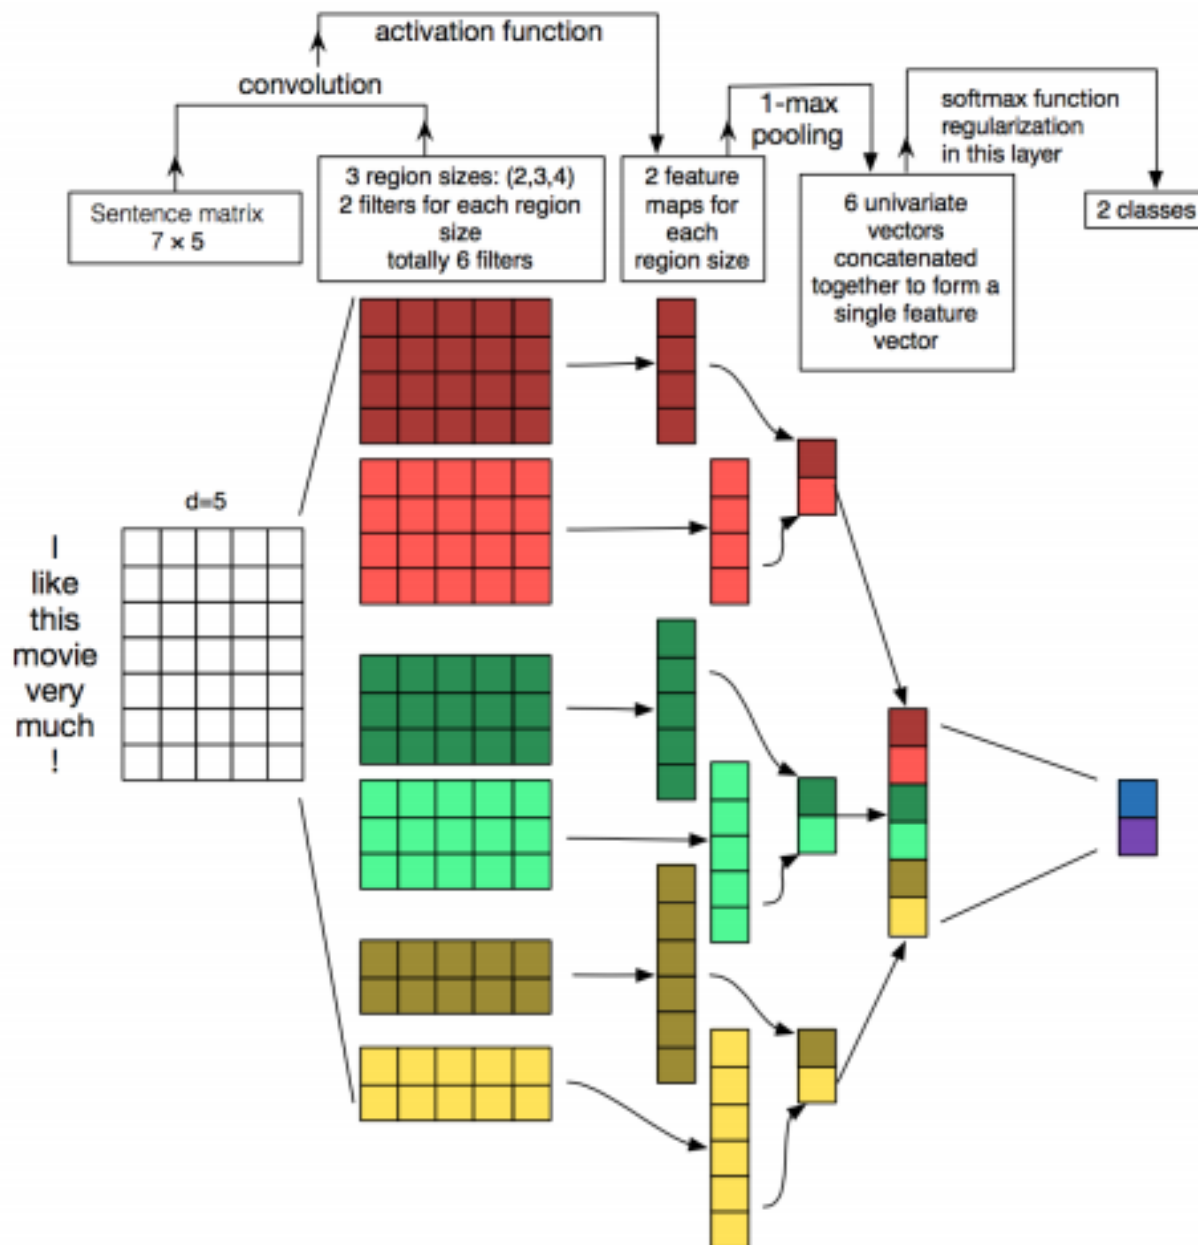 activation function
convolution
1-max
pooling
softmax function
regularization
in this layer
Sentence matrix
7 × 5
3 region sizes: (2,3,4)
2 filters for each region
size
totally 6 filters
2 feature
maps for
each
region size
6 univariate
vectors
concatenated
together to form a
single feature
vector
2 classes
d=5
I
like
this
movie
very
much
!